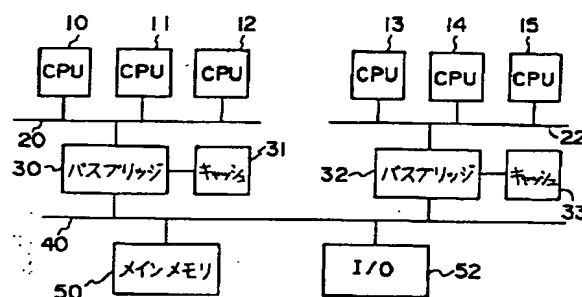 10 11 12 13 14 15
CPU CPU CPU CPU CPU CPU
20 22
30 バスブリッジ キャッシュ 31 32 バスブリッジ キャッシュ 33
40
50 メインメモリ I/O 52